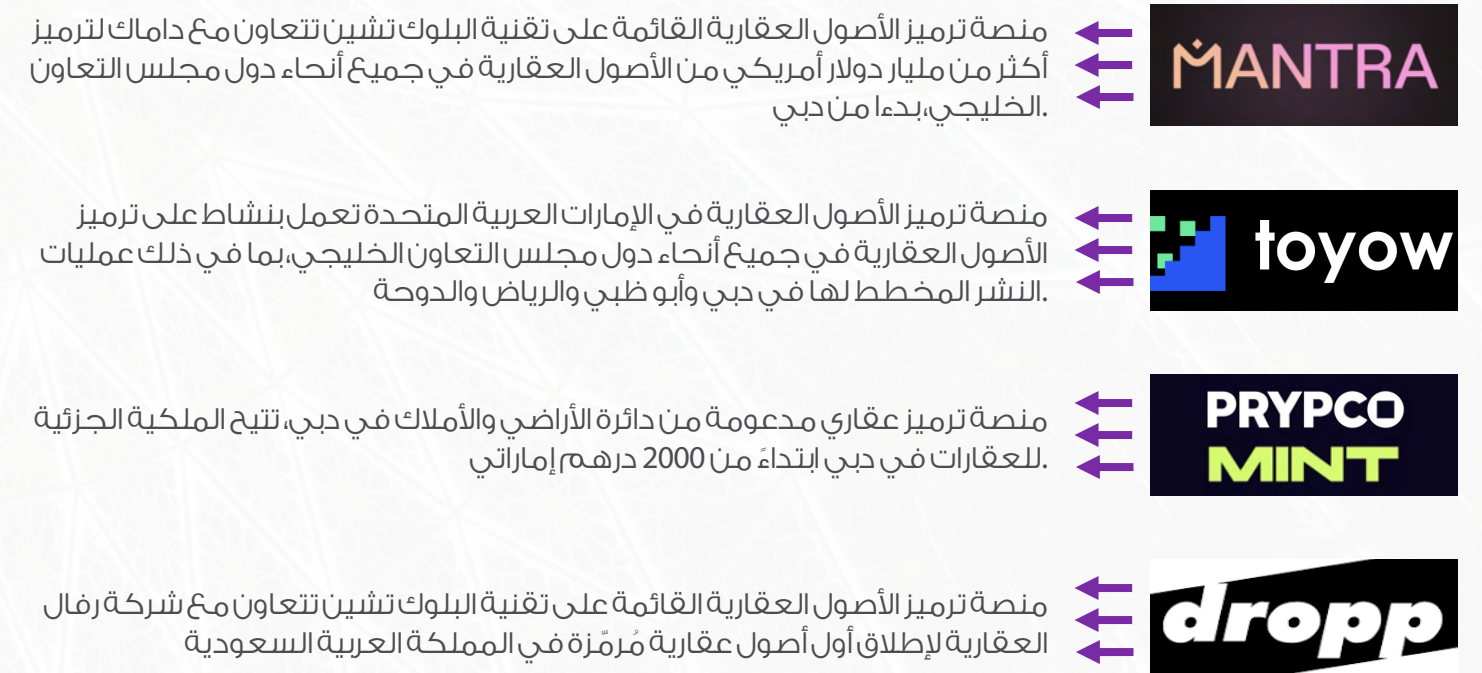 MANTRA
منصة ترميز الأصول العقارية القائمة على تقنية البلوك تشين تتعاون مع داماك لترميز
أكثر من مليار دولار أمريكي من الأصول العقارية في جميع أنحاء دول مجلس التعاون
.الخليجي،بدءا من دبي
toyow
منصة ترميز الأصول العقارية في الإمارات العربية المتحدة تعمل بنشاط على ترميز
الأصول العقارية في جميع أنحاء دول مجلس التعاون الخليجي،بما في ذلك عمليات
.النشر المخطط لها في دبي وأبو ظبي والرياض والدوحة
PRYPCO
MINT
منصة ترميز عقاري مدعومة من دائرة الأراضي والأملاك في دبي، تتيح الملكية الجزئية
.للعقارات في دبي ابتداءً من 2000 درهم إماراتي
dropp
منصة ترميز الأصول العقارية القائمة على تقنية البلوك تشين تتعاون مع شركة رفال
العقارية لإطلاق أول أصول عقارية مُرمّزة في المملكة العربية السعودية